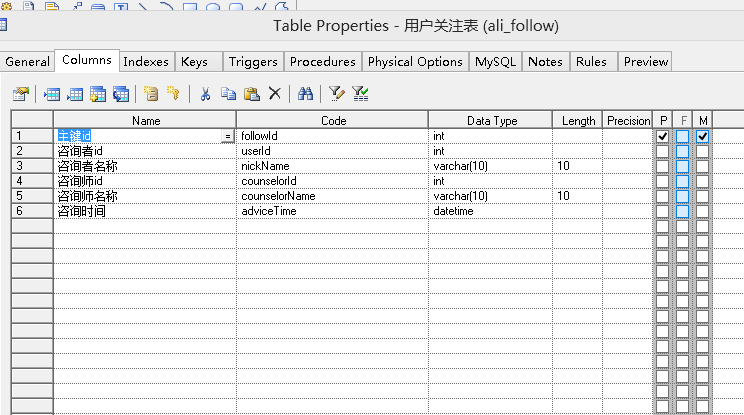 Table Properties - 用户关注表 (ali_follow)
General Columns Indexes Keys Triggers Procedures Physical Options MySQL Notes Rules Preview
Name Code Data Type Length Precision P F M
1 主键id = followId int
2 咨询者id userId int
3 咨询者名称 nickName varchar(10) 10
4 咨询师id counselorId int
5 咨询师名称 counselorName varchar(10) 10
6 咨询时间 adviceTime datetime